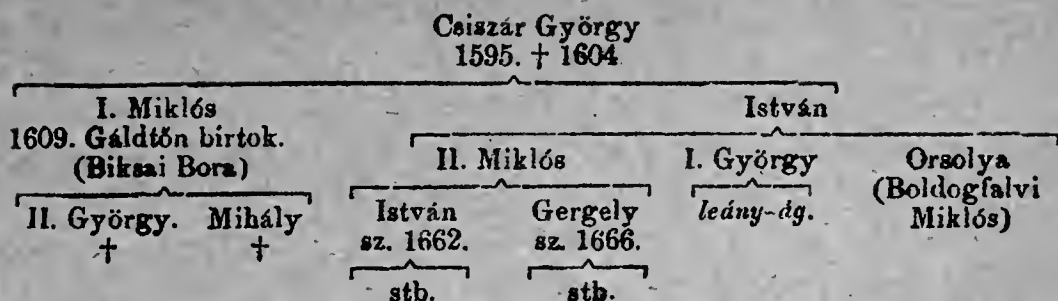 Csiszár György
1595. † 1604
I. Miklós István
1609. Gáldtőn birtok.
(Biksai Bora) II. Miklós I. György Orsolya
(Boldogfalvi
II. György. Mihály István Gergely leány-ág. Miklós)
† † sz. 1662. sz. 1666.
stb. stb.